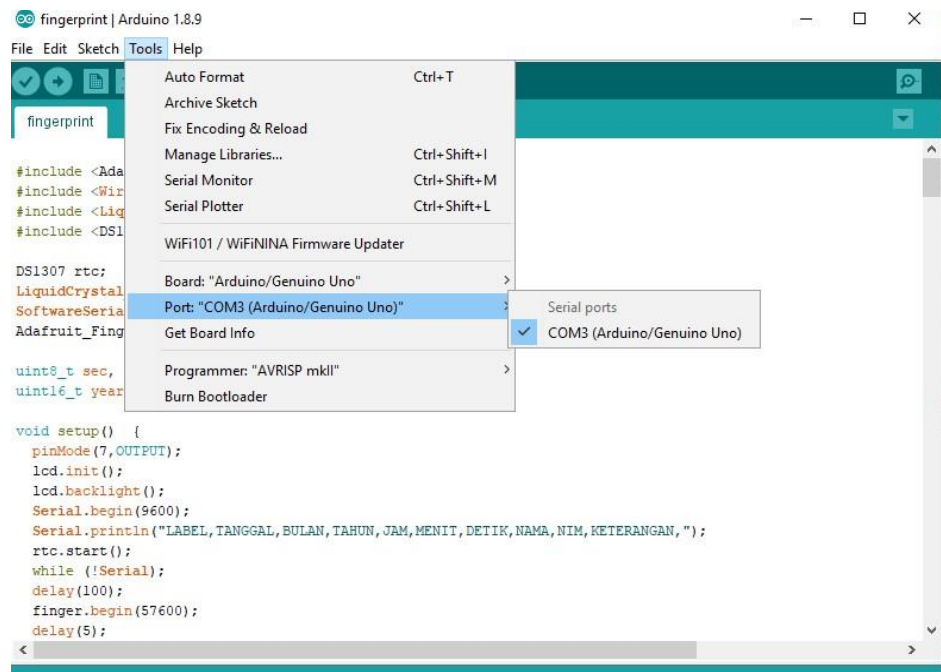 fingerprint | Arduino 1.8.9
File Edit Sketch Tools Help
fingerprint
Auto Format Ctrl+T
Archive Sketch
Fix Encoding & Reload
Manage Libraries... Ctrl+Shift+I
Serial Monitor Ctrl+Shift+M
Serial Plotter Ctrl+Shift+L
WiFi101 / WiFiNINA Firmware Updater
Board: "Arduino/Genuino Uno"
Port: "COM3 (Arduino/Genuino Uno)"
Get Board Info
Programmer: "AVRISP mkII"
Burn Bootloader
Serial ports
COM3 (Arduino/Genuino Uno)
#include <Ada
#include <Wir
#include <Liq
#include <DS1
DS1307 rtc;
LiquidCrystal
SoftwareSeria
Adafruit_Fing
uint8_t sec,
uint16_t year
void setup() {
pinMode(7,OUTPUT);
lcd.init();
lcd.backlight();
Serial.begin(9600);
Serial.println("LABEL,TANGGAL,BULAN,TAHUN,JAM,MENIT,DETIK,NAMA,NIM,KETERANGAN,");
rtc.start();
while (!Serial);
delay(100);
finger.begin(57600);
delay(5);